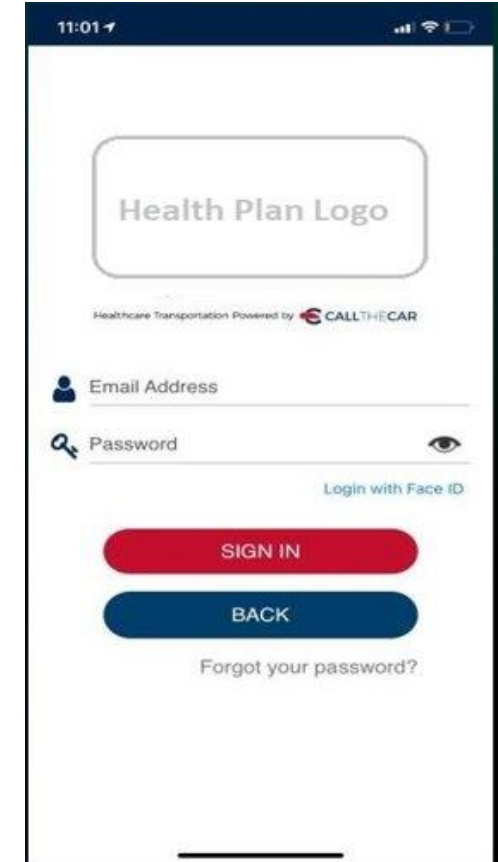 11:01
Health Plan Logo
Healthcare Transportation Powered by CALLTHECAR
Email Address
Password
Login with Face ID
SIGN IN
BACK
Forgot your password?